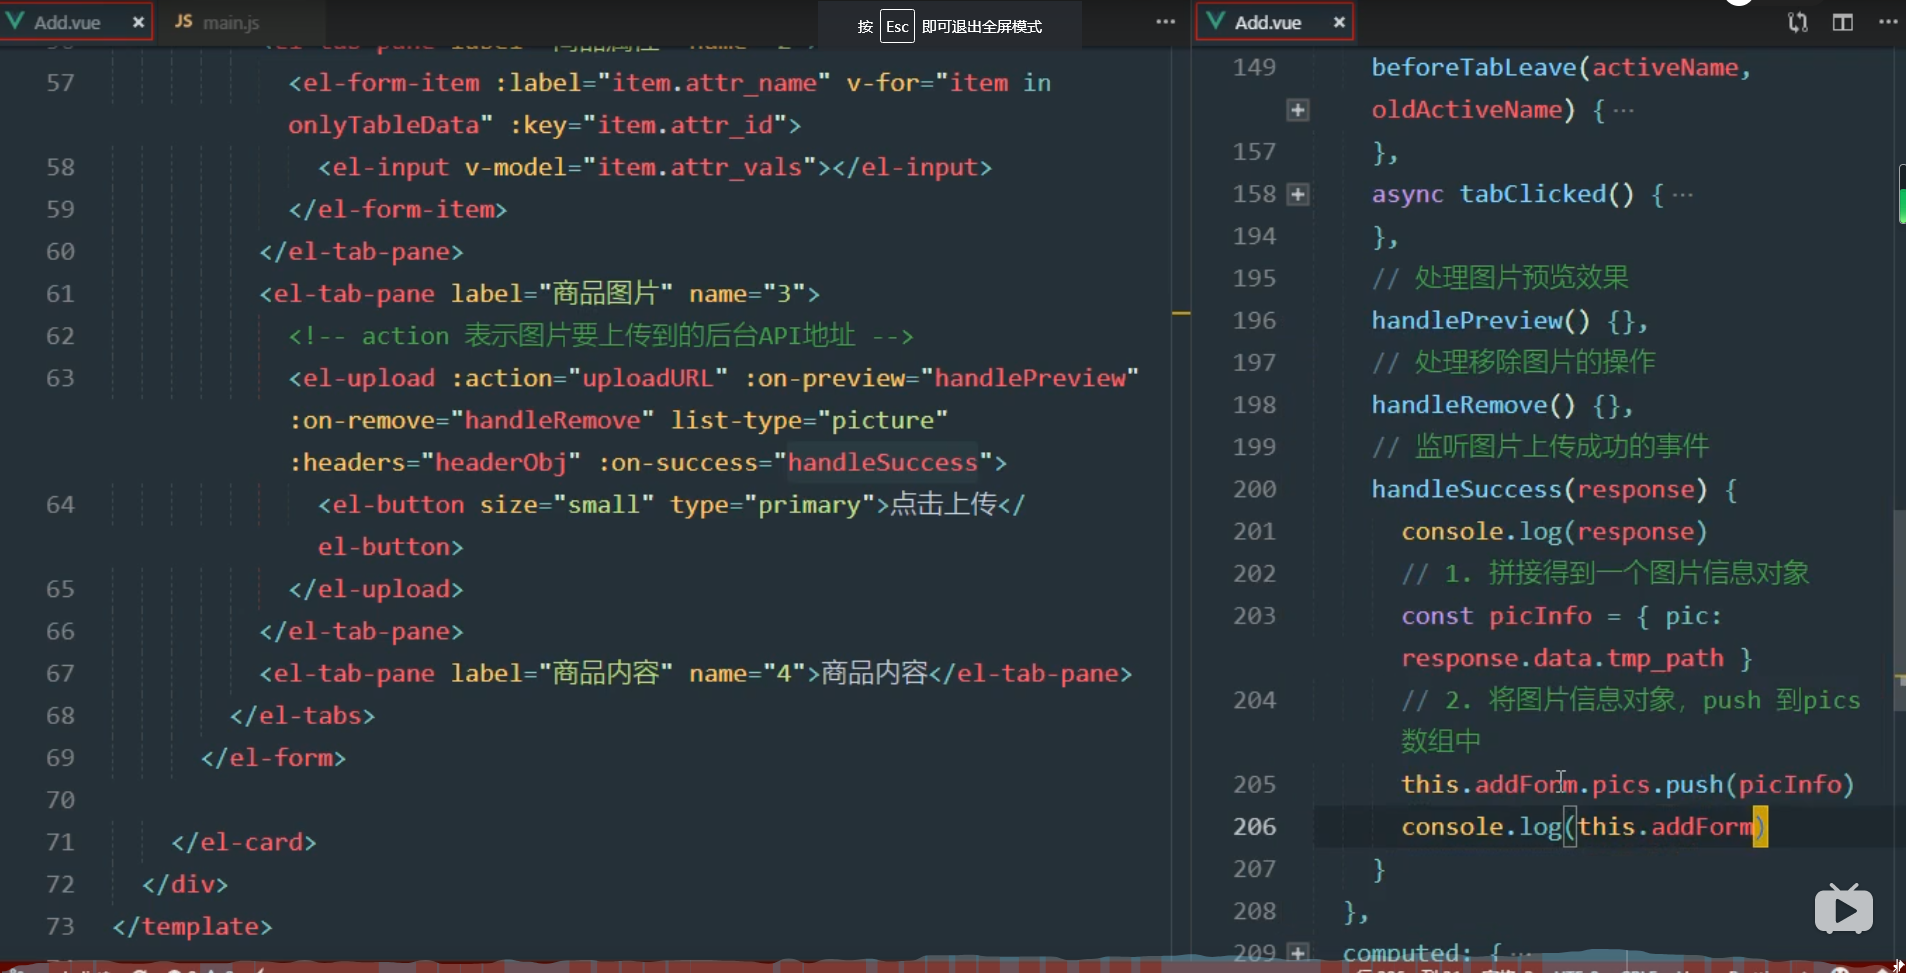 Add.vue ×
JS main.js
按 Esc 即可退出全屏模式
Add.vue ×
57 <el-form-item :label="item.attr_name" v-for="item in
onlyTableData" :key="item.attr_id">
58 <el-input v-model="item.attr_vals"></el-input>
59 </el-form-item>
60 </el-tab-pane>
61 <el-tab-pane label="商品图片" name="3">
62 <!-- action 表示图片要上传到的后台API地址 -->
63 <el-upload :action="uploadURL" :on-preview="handlePreview"
:on-remove="handleRemove" list-type="picture"
:headers="headerObj" :on-success="handleSuccess">
64 <el-button size="small" type="primary">点击上传</
el-button>
65 </el-upload>
66 </el-tab-pane>
67 <el-tab-pane label="商品内容" name="4">商品内容</el-tab-pane>
68 </el-tabs>
69 </el-form>
70
71 </el-card>
72 </div>
73 </template>
149 beforeTabLeave(activeName,
oldActiveName) { ···
157 },
158 async tabClicked() { ···
194 },
195 // 处理图片预览效果
196 handlePreview() {},
197 // 处理移除图片的操作
198 handleRemove() {},
199 // 监听图片上传成功的事件
200 handleSuccess(response) {
201 console.log(response)
202 // 1. 拼接得到一个图片信息对象
203 const picInfo = { pic:
response.data.tmp_path }
204 // 2. 将图片信息对象，push 到pics
数组中
205 this.addForm.pics.push(picInfo)
206 console.log(this.addForm)
207 }
208 },
209 computed: { ···